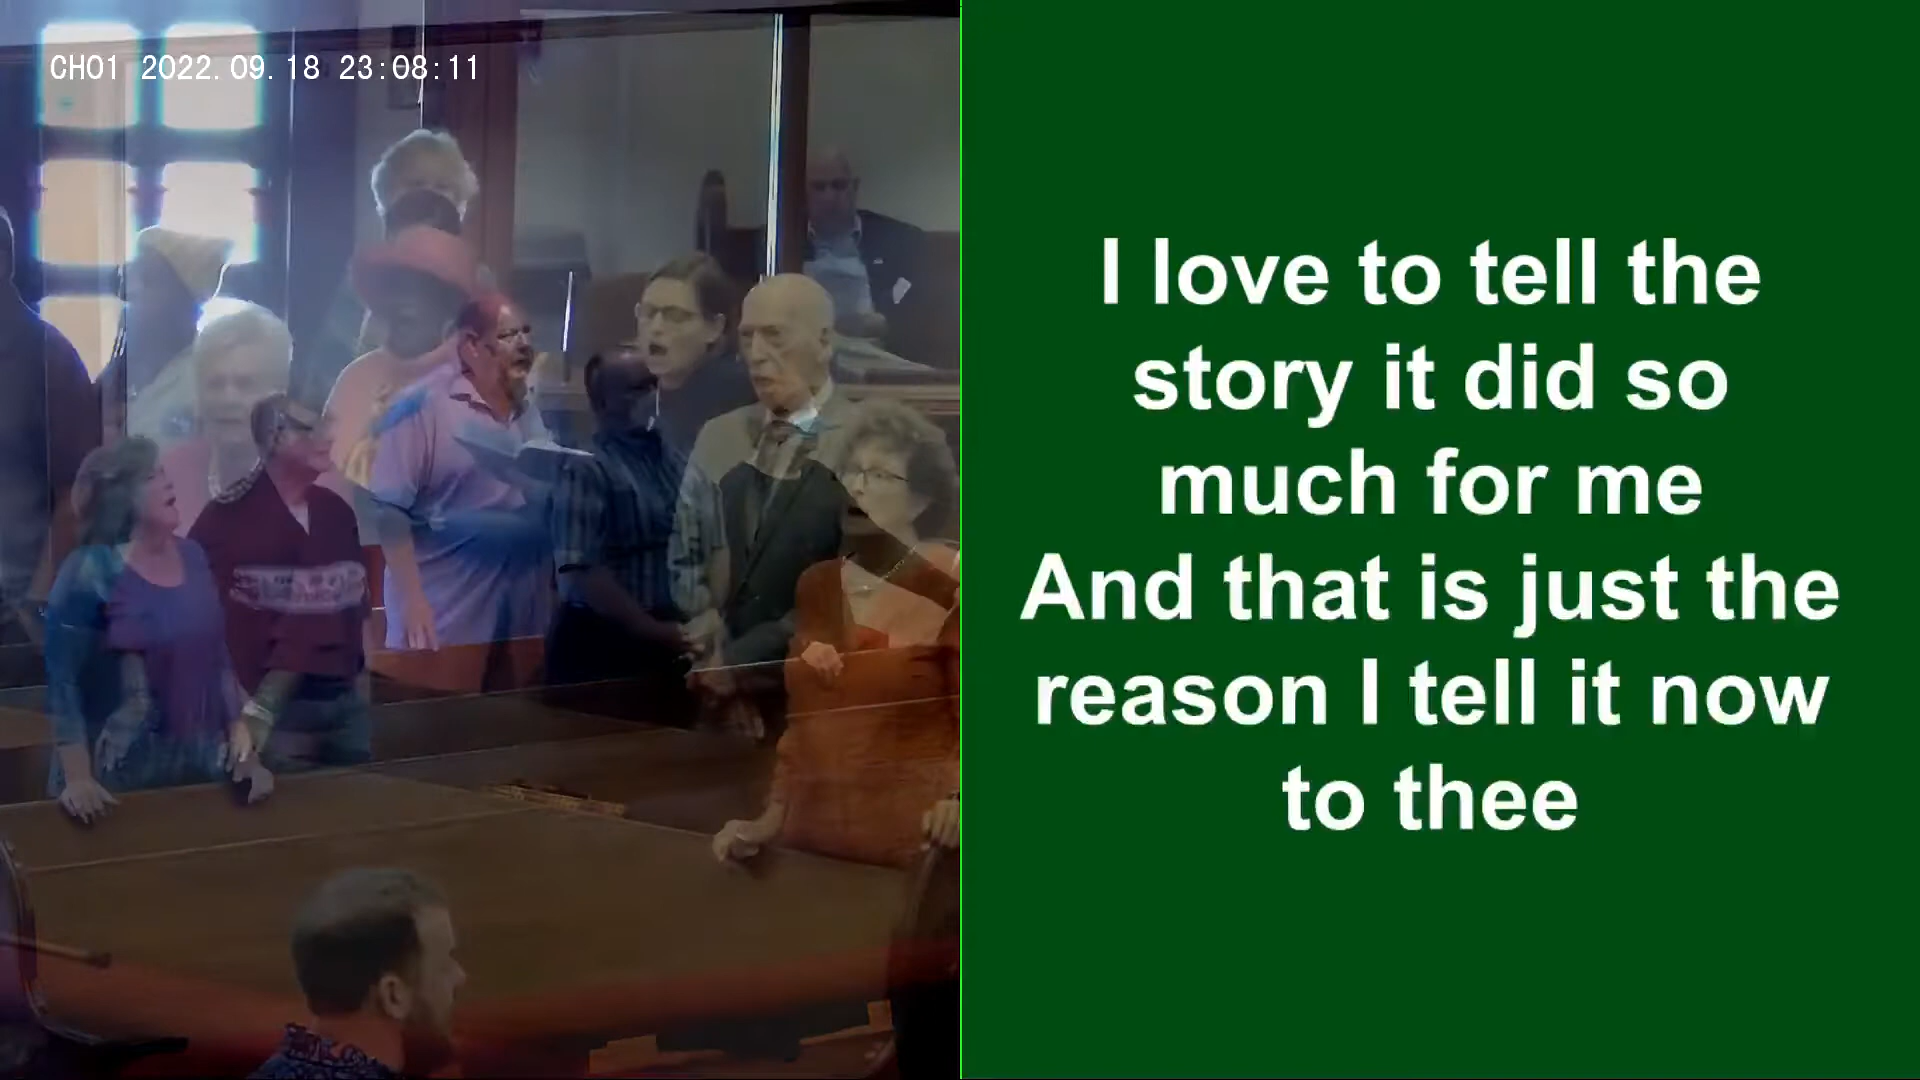 CH01 2022.09.18 23:08:11
I love to tell the
story it did so
much for me
And that is just the
reason I tell it now
to thee